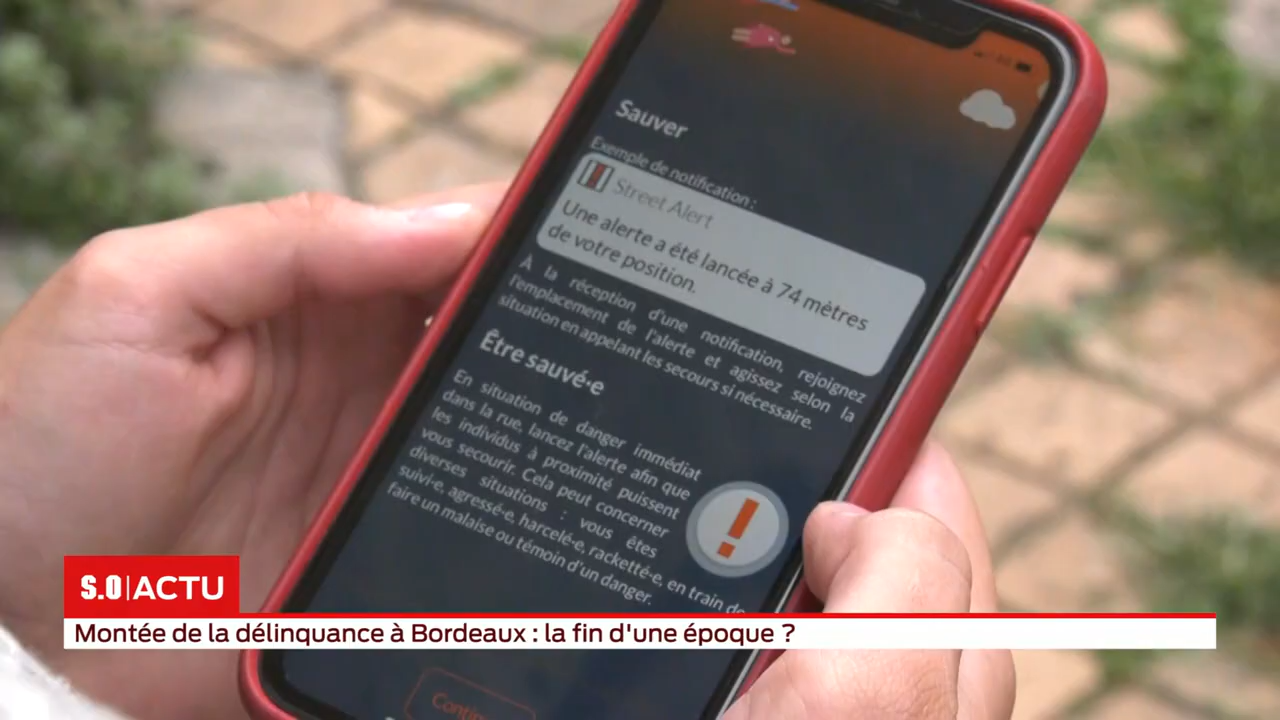 Sauver
Exemple de notification :
Street Alert
Une alerte a été lancée à 74 mètres
de votre position.
À la réception d'une notification, rejoignez
l'emplacement de l'alerte et agissez selon la
situation en appelant les secours si nécessaire.
Être sauvé·e
En situation de danger immédiat
dans la rue, lancez l'alerte afin que
les individus à proximité puissent
vous secourir. Cela peut concerner
diverses situations : vous êtes
suivi·e, agressé·e, harcelé·e, racketté·e, en train de
faire un malaise ou témoin d'un danger.
!
S.O|ACTU
Montée de la délinquance à Bordeaux : la fin d'une époque ?